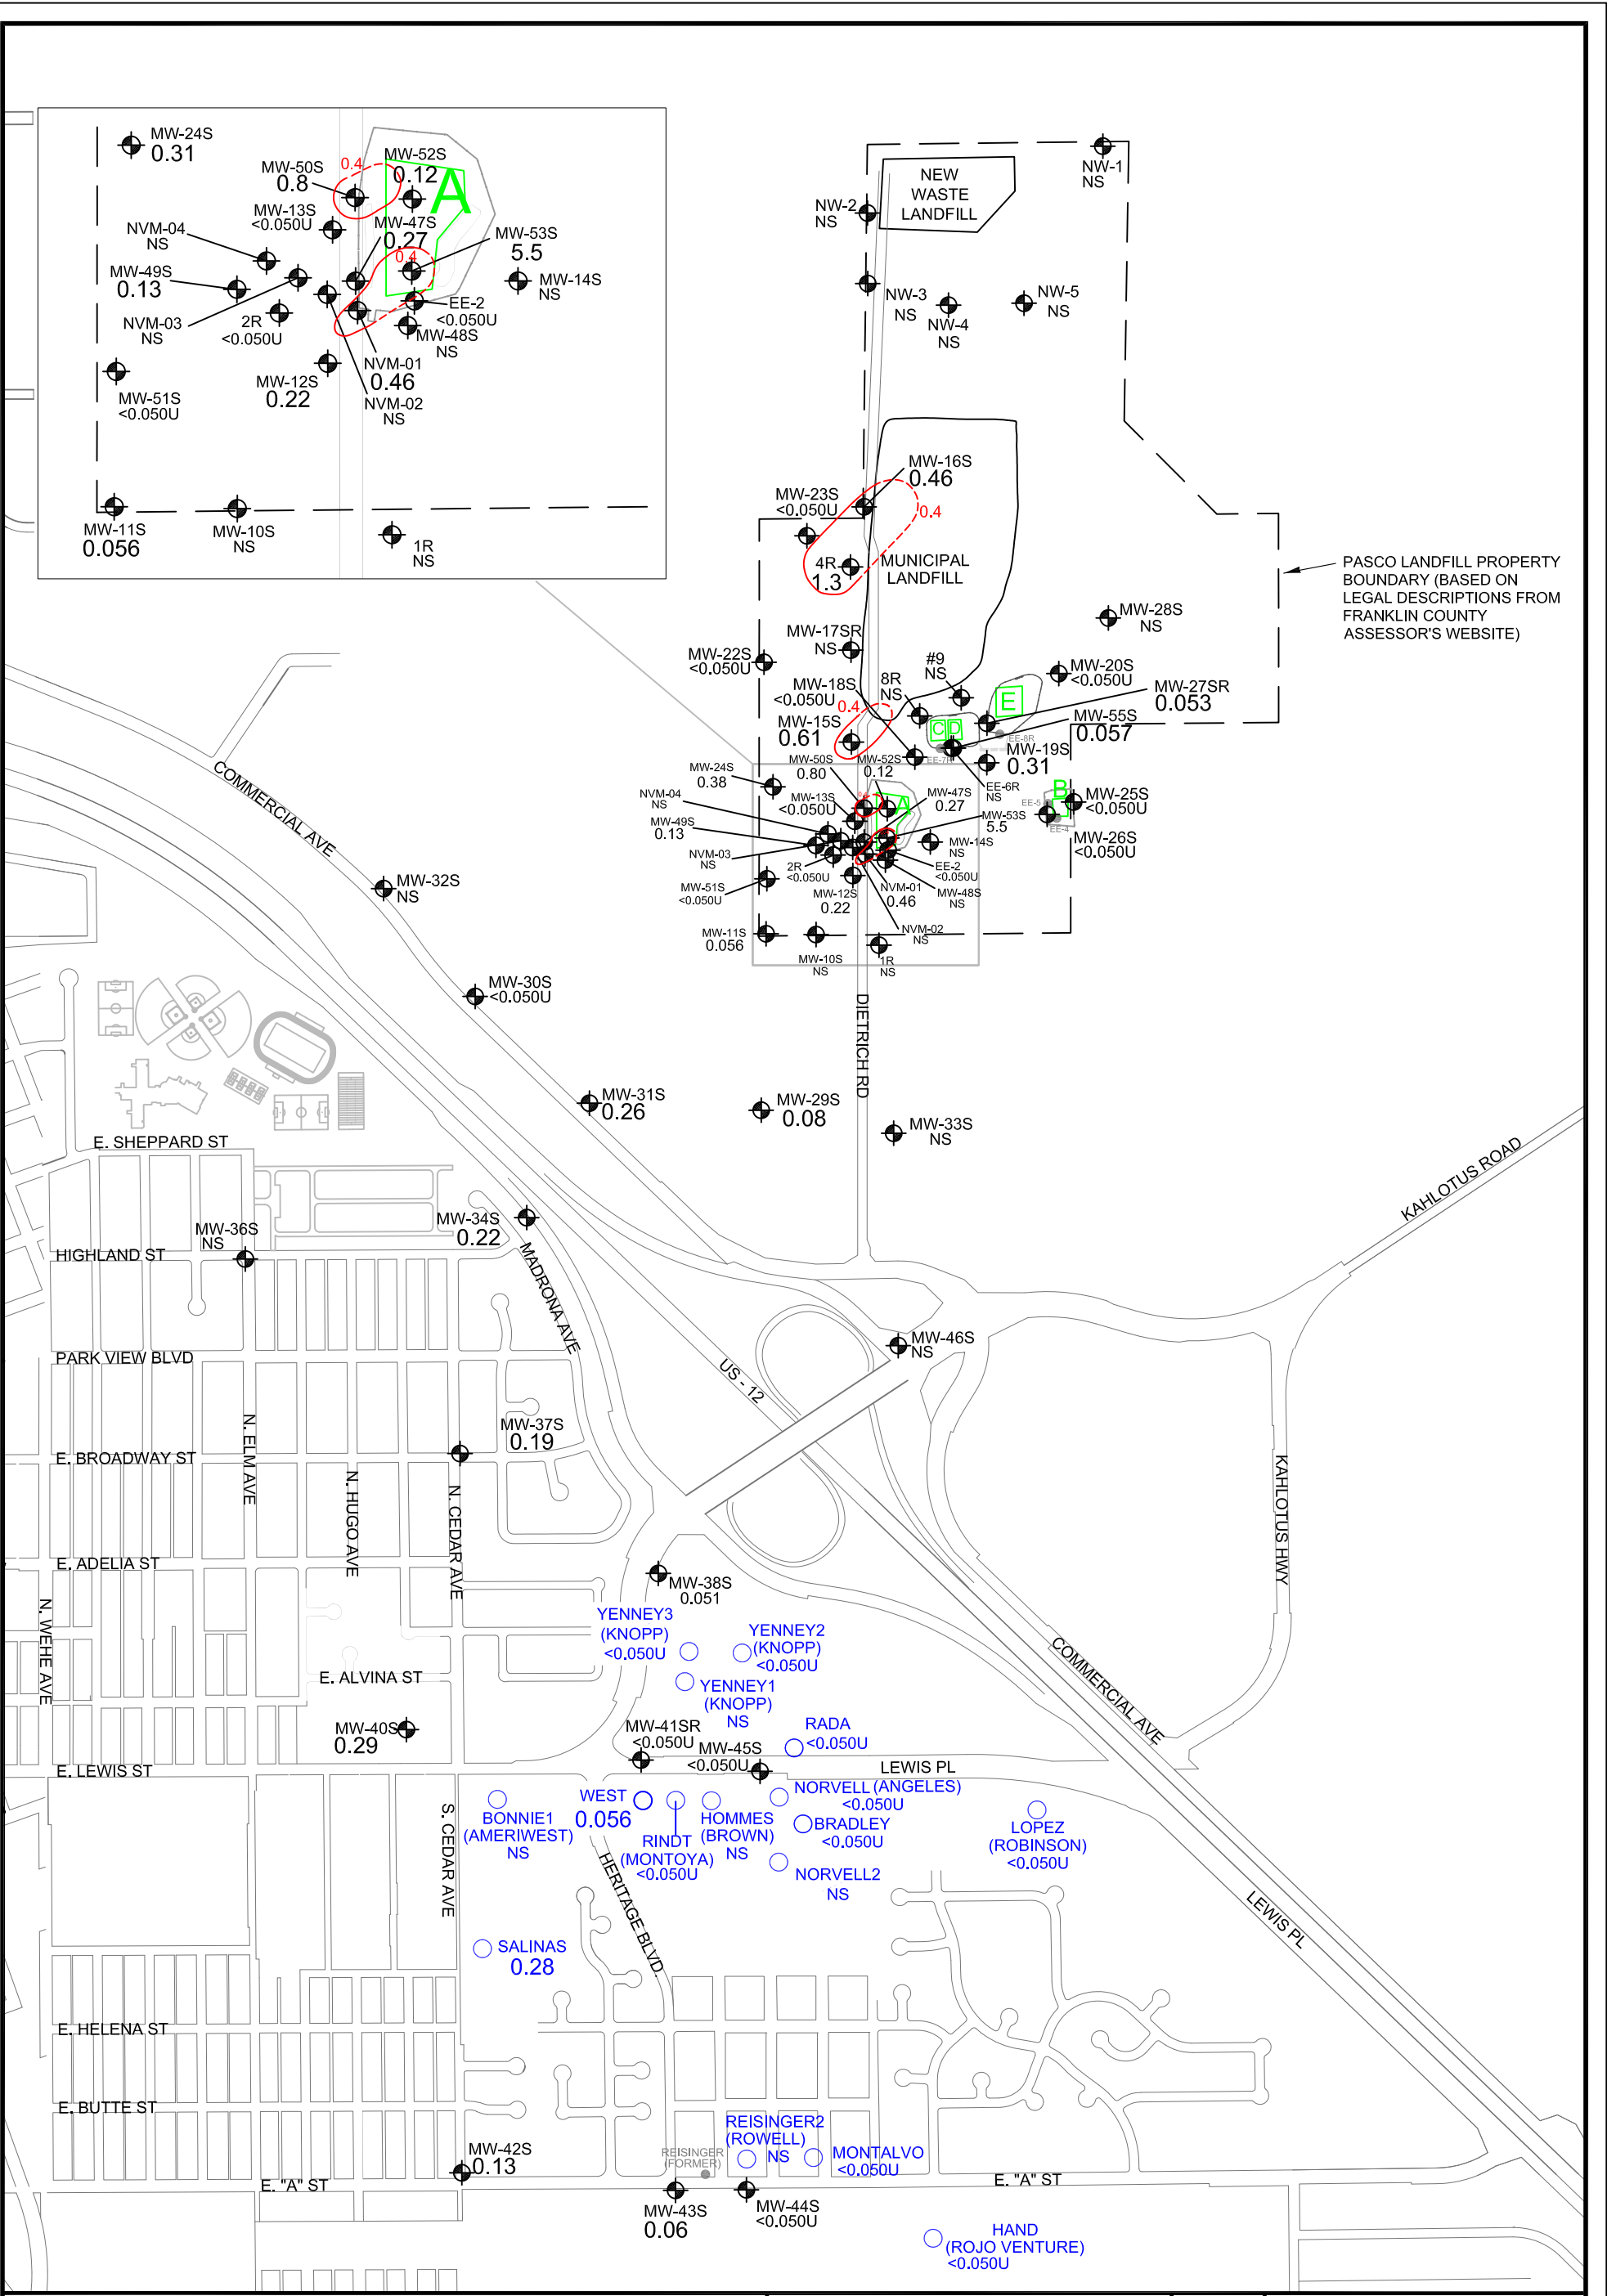 MW-24S
0.31
MW-50S
0.8
0.4
MW-52S
0.12
A
MW-13S
<0.050U
MW-47S
0.27
0.4
NVM-04
NS
MW-53S
5.5
MW-49S
0.13
MW-14S
NS
NVM-03
NS
2R
<0.050U
EE-2
<0.050U
MW-48S
NS
NVM-01
0.46
MW-12S
0.22
NVM-02
NS
MW-51S
<0.050U
MW-11S
0.056
MW-10S
NS
1R
NS
NEW
WASTE
LANDFILL
NW-1
NS
NW-2
NS
NW-3
NS
NW-4
NS
NW-5
NS
MW-16S
0.46
MW-23S
<0.050U
0.4
4R
1.3
MUNICIPAL
LANDFILL
PASCO LANDFILL PROPERTY
BOUNDARY (BASED ON
LEGAL DESCRIPTIONS FROM
FRANKLIN COUNTY
ASSESSOR'S WEBSITE)
MW-28S
NS
MW-17SR
NS
MW-22S
<0.050U
#9
NS
MW-20S
<0.050U
MW-18S
<0.050U
8R
NS
E
MW-27SR
0.053
0.4
MW-15S
0.61
C
D
EE-8R
MW-55S
0.057
EE-7R
MW-19S
0.31
MW-50S
0.80
MW-52S
0.12
MW-24S
0.38
EE-6R
NS
B
MW-25S
<0.050U
NVM-04
NS
MW-13S
<0.050U
A
MW-47S
0.27
EE-5
EE-4
MW-49S
0.13
MW-53S
5.5
MW-26S
<0.050U
NVM-03
NS
MW-14S
NS
2R
<0.050U
EE-2
<0.050U
MW-51S
<0.050U
MW-12S
0.22
NVM-01
0.46
MW-48S
NS
MW-11S
0.056
NVM-02
NS
MW-10S
NS
1R
NS
COMMERCIAL AVE
MW-32S
NS
MW-30S
<0.050U
DIETRICH RD
MW-31S
0.26
MW-29S
0.08
MW-33S
NS
E. SHEPPARD ST
KAHLOTUS ROAD
MW-36S
NS
MW-34S
0.22
HIGHLAND ST
MADRONA AVE
MW-46S
NS
PARK VIEW BLVD
US - 12
MW-37S
0.19
N. ELM AVE
E. BROADWAY ST
N. HUGO AVE
N. CEDAR AVE
KAHLOTUS HWY
E. ADELIA ST
MW-38S
0.051
N. WEHE AVE
YENNEY3
(KNOPP)
<0.050U
YENNEY2
(KNOPP)
<0.050U
COMMERCIAL AVE
E. ALVINA ST
YENNEY1
(KNOPP)
NS
MW-40S
0.29
MW-41SR
<0.050U
RADA
<0.050U
MW-45S
<0.050U
E. LEWIS ST
LEWIS PL
WEST
0.056
NORVELL (ANGELES)
<0.050U
BONNIE1
(AMERIWEST)
NS
S. CEDAR AVE
HOMMES
(BROWN)
NS
BRADLEY
<0.050U
LOPEZ
(ROBINSON)
<0.050U
RINDT
(MONTOYA)
<0.050U
NORVELL2
NS
HERITAGE BLVD.
LEWIS PL
SALINAS
0.28
E. HELENA ST
E. BUTTE ST
REISINGER2
(ROWELL)
NS
MW-42S
0.13
REISINGER
(FORMER)
MONTALVO
<0.050U
E. "A" ST
E. "A" ST
MW-43S
0.06
MW-44S
<0.050U
HAND
(ROJO VENTURE)
<0.050U